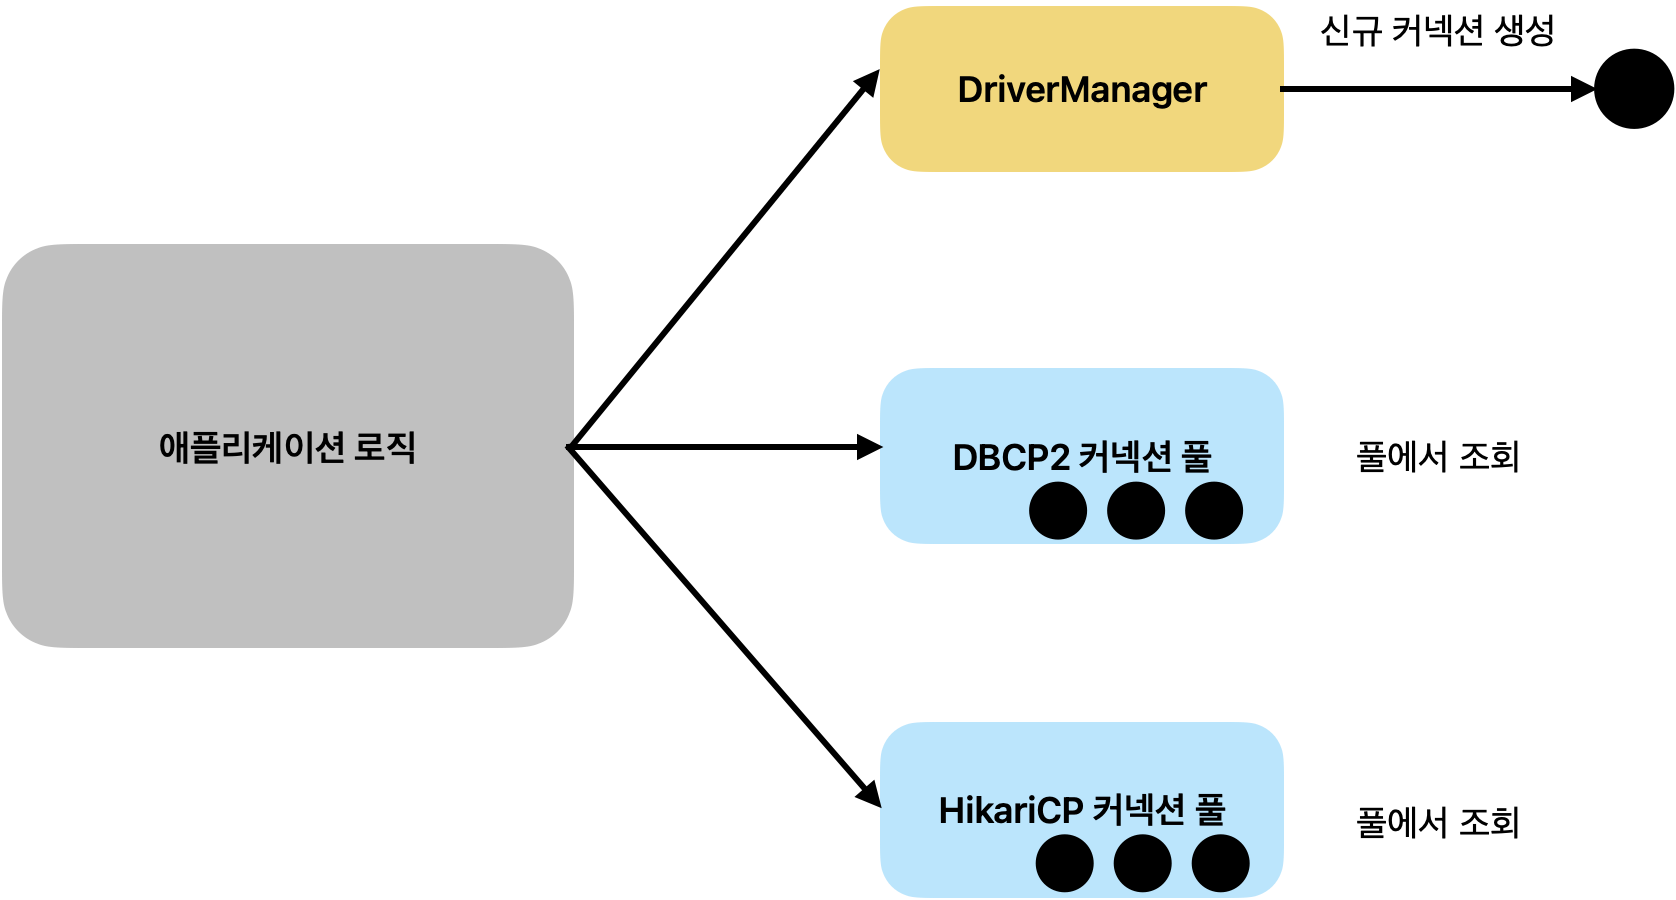 신규 커넥션 생성
DriverManager
애플리케이션 로직
DBCP2 커넥션 풀
풀에서 조회
HikariCP 커넥션 풀
풀에서 조회